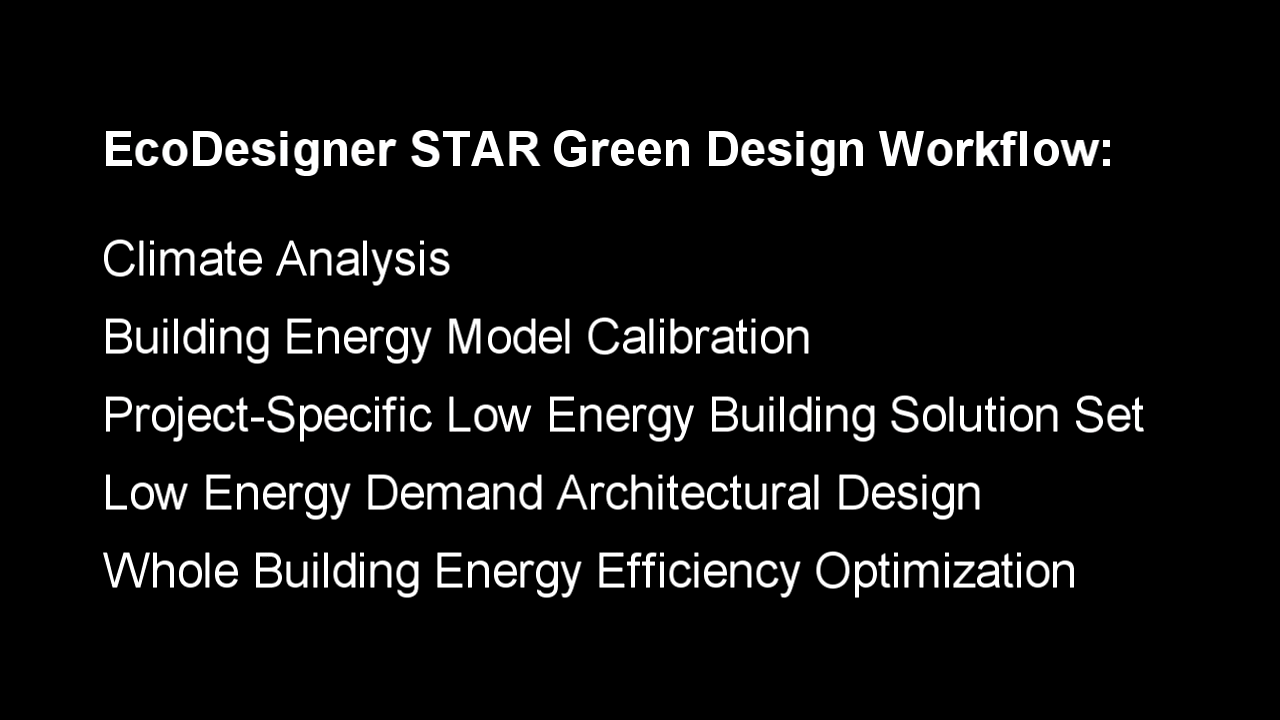 EcoDesigner STAR Green Design Workflow:
Climate Analysis
Building Energy Model Calibration
Project-Specific Low Energy Building Solution Set
Low Energy Demand Architectural Design
Whole Building Energy Efficiency Optimization